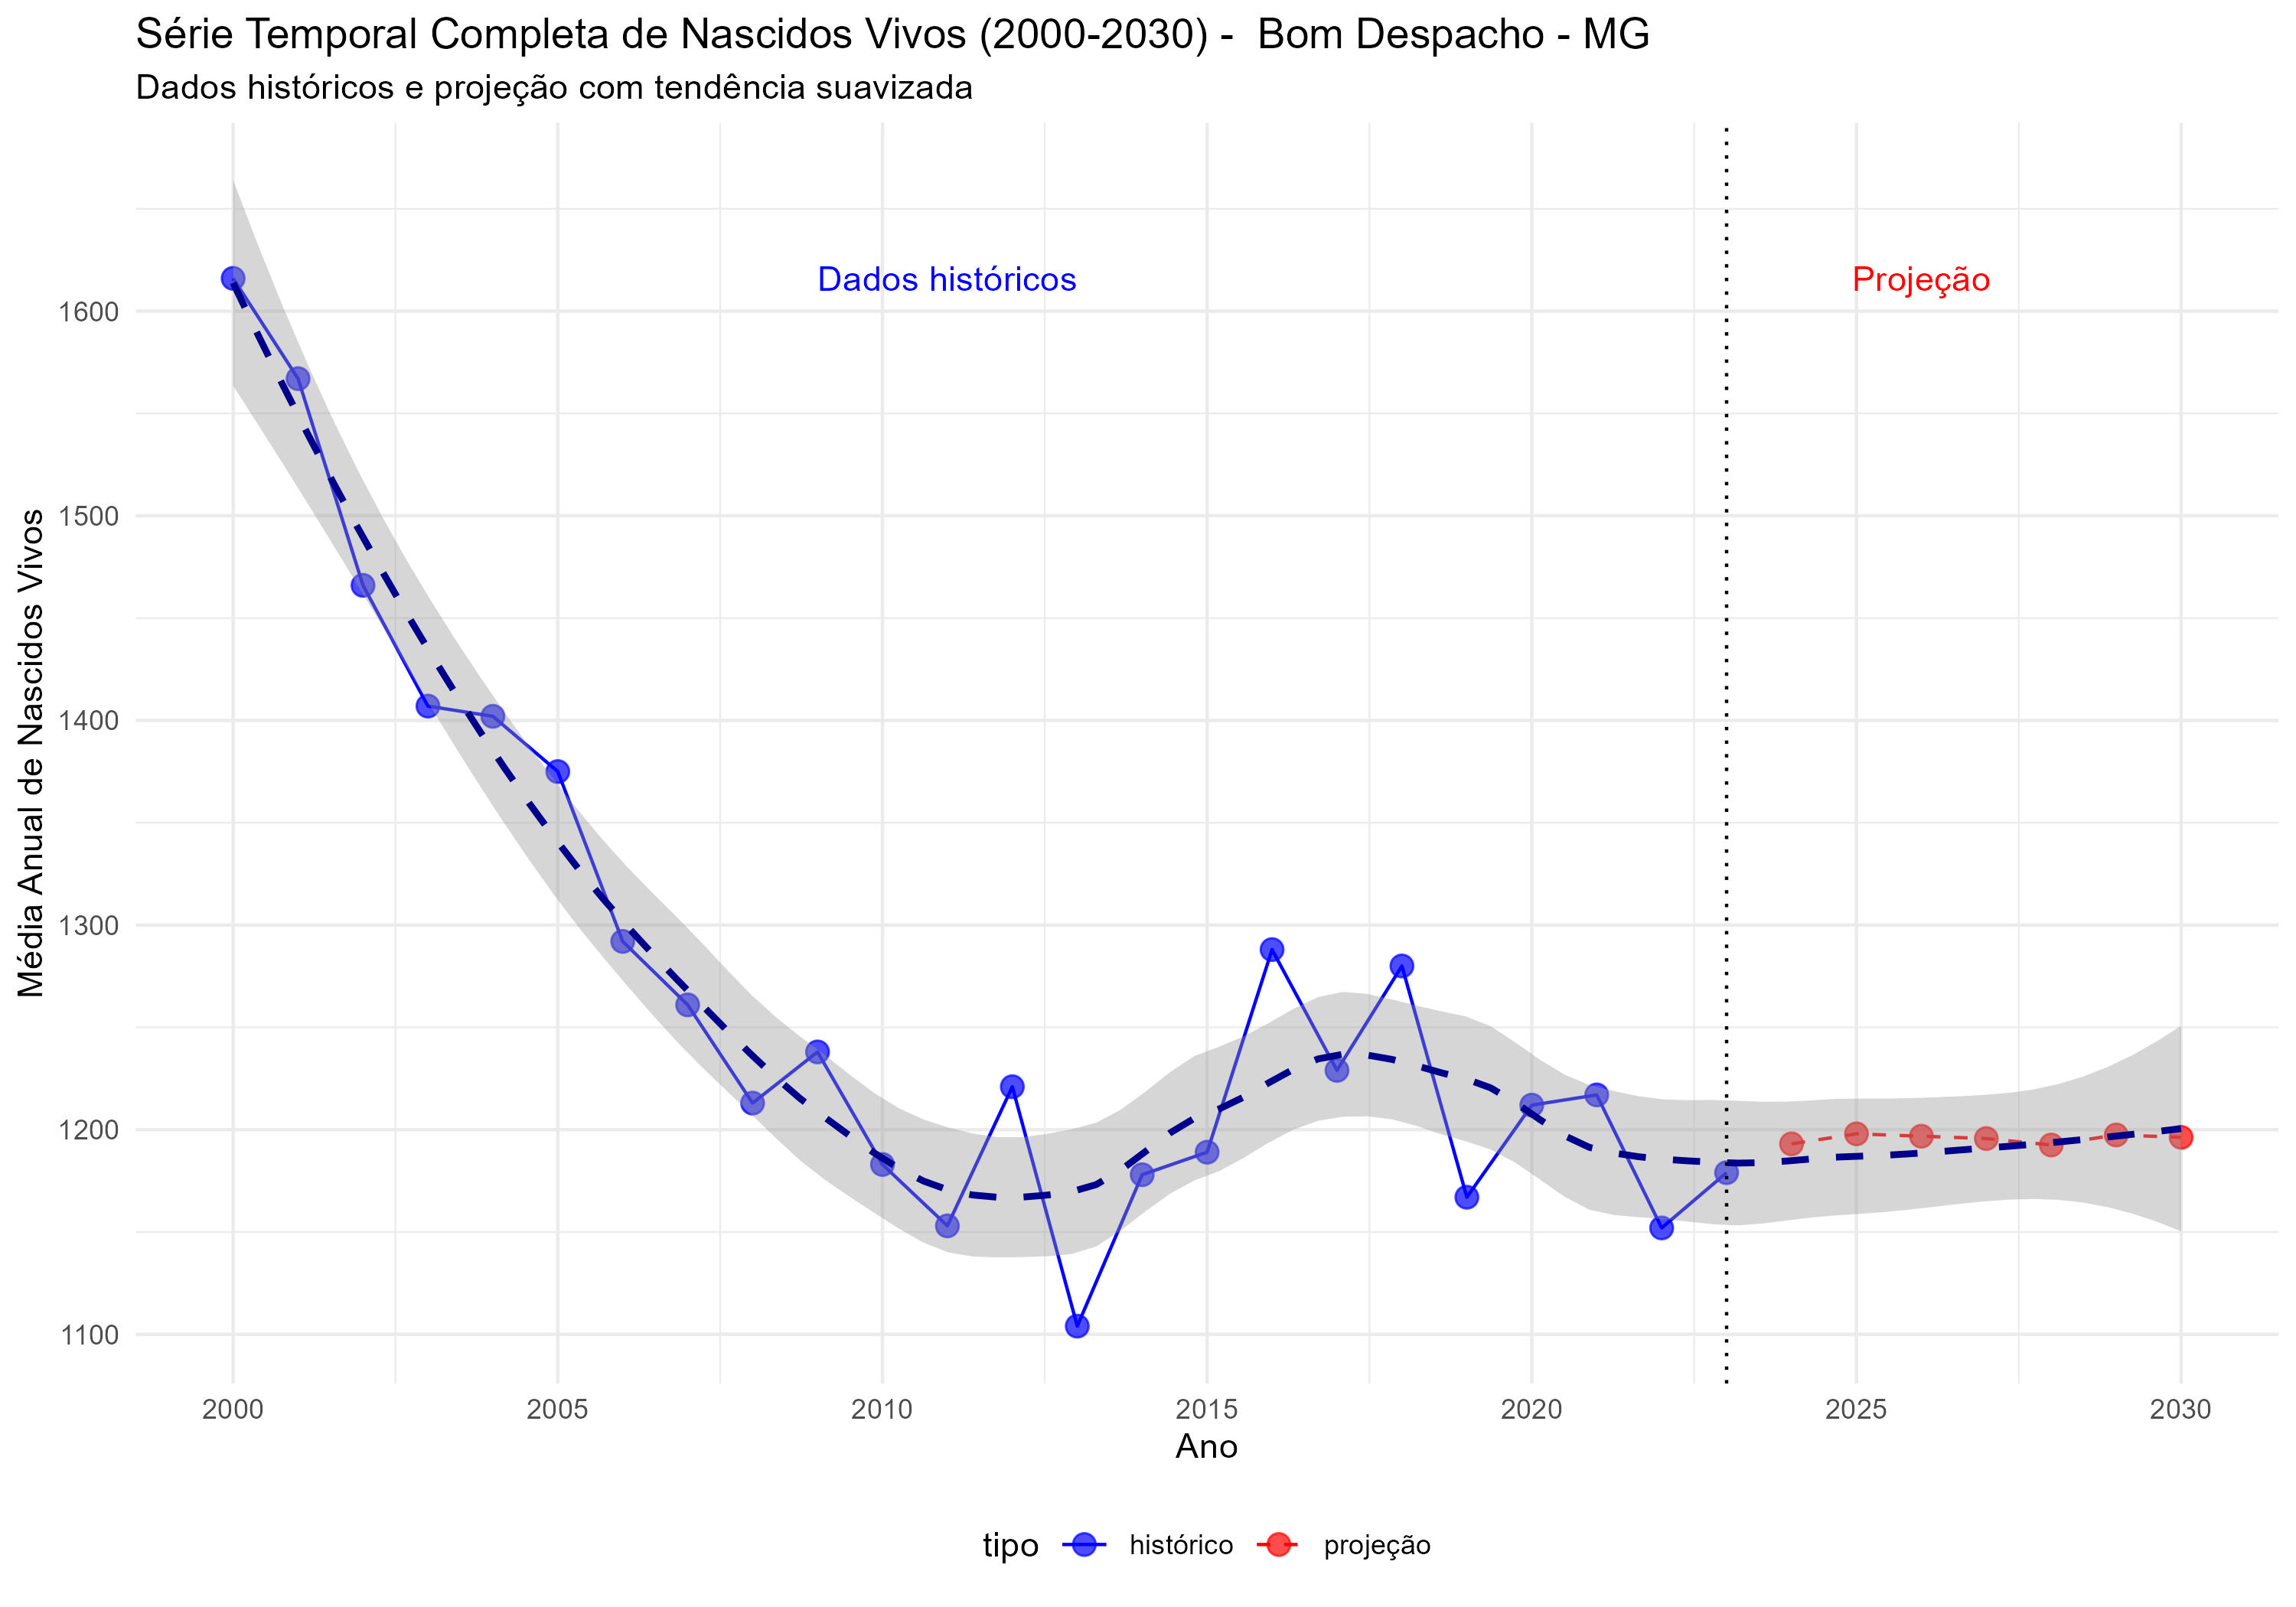 Série Temporal Completa de Nascidos Vivos (2000-2030) -  Bom Despacho - MG
Dados históricos e projeção com tendência suavizada
Dados históricos
Projeção
Média Anual de Nascidos Vivos
1600
1500
1400
1300
1200
1100
2000 2005 2010 2015 2020 2025 2030
Ano
tipo histórico projeção